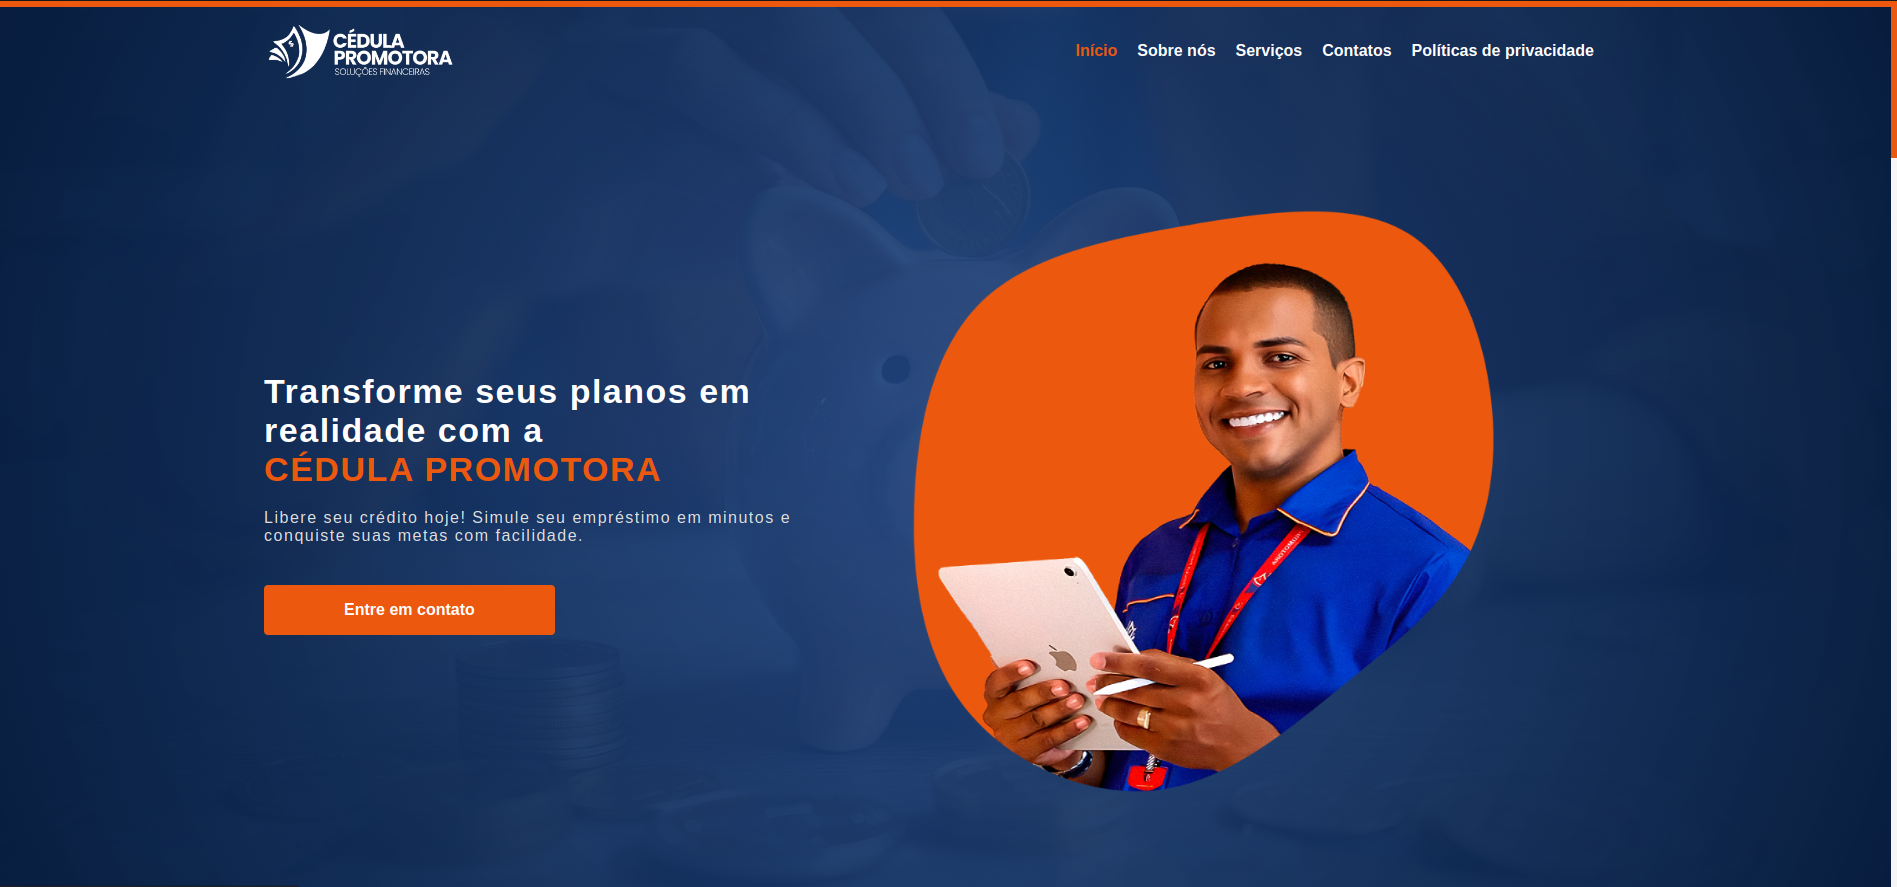 CÉDULA
PROMOTORA
SOLUÇÕES FINANCEIRAS
Início Sobre nós Serviços Contatos Políticas de privacidade
Transforme seus planos em
realidade com a
CÉDULA PROMOTORA
Libere seu crédito hoje! Simule seu empréstimo em minutos e
conquiste suas metas com facilidade.
Entre em contato